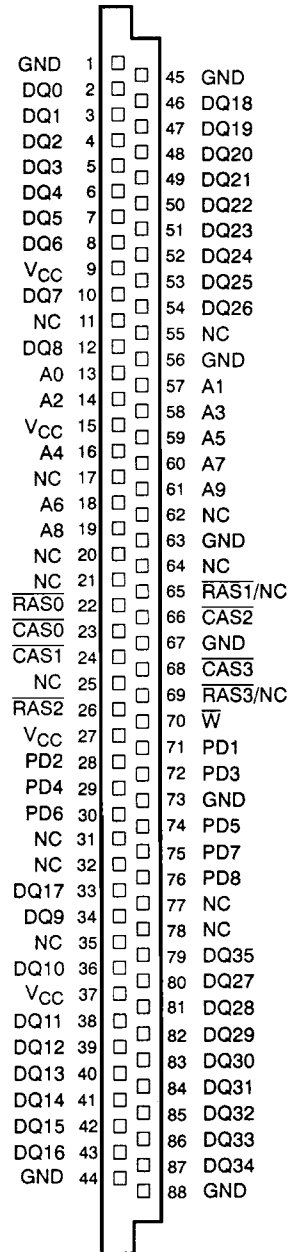 GND 1
DQ0 2
DQ1 3
DQ2 4
DQ3 5
DQ4 6
DQ5 7
DQ6 8
VCC 9
DQ7 10
NC 11
DQ8 12
A0 13
A2 14
VCC 15
A4 16
NC 17
A6 18
A8 19
NC 20
NC 21
RAS0 22
CAS0 23
CAS1 24
NC 25
RAS2 26
VCC 27
PD2 28
PD4 29
PD6 30
NC 31
NC 32
DQ17 33
DQ9 34
NC 35
DQ10 36
VCC 37
DQ11 38
DQ12 39
DQ13 40
DQ14 41
DQ15 42
DQ16 43
GND 44
45 GND
46 DQ18
47 DQ19
48 DQ20
49 DQ21
50 DQ22
51 DQ23
52 DQ24
53 DQ25
54 DQ26
55 NC
56 GND
57 A1
58 A3
59 A5
60 A7
61 A9
62 NC
63 GND
64 NC
65 RAS1/NC
66 CAS2
67 GND
68 CAS3
69 RAS3/NC
70 W
71 PD1
72 PD3
73 GND
74 PD5
75 PD7
76 PD8
77 NC
78 NC
79 DQ35
80 DQ27
81 DQ28
82 DQ29
83 DQ30
84 DQ31
85 DQ32
86 DQ33
87 DQ34
88 GND